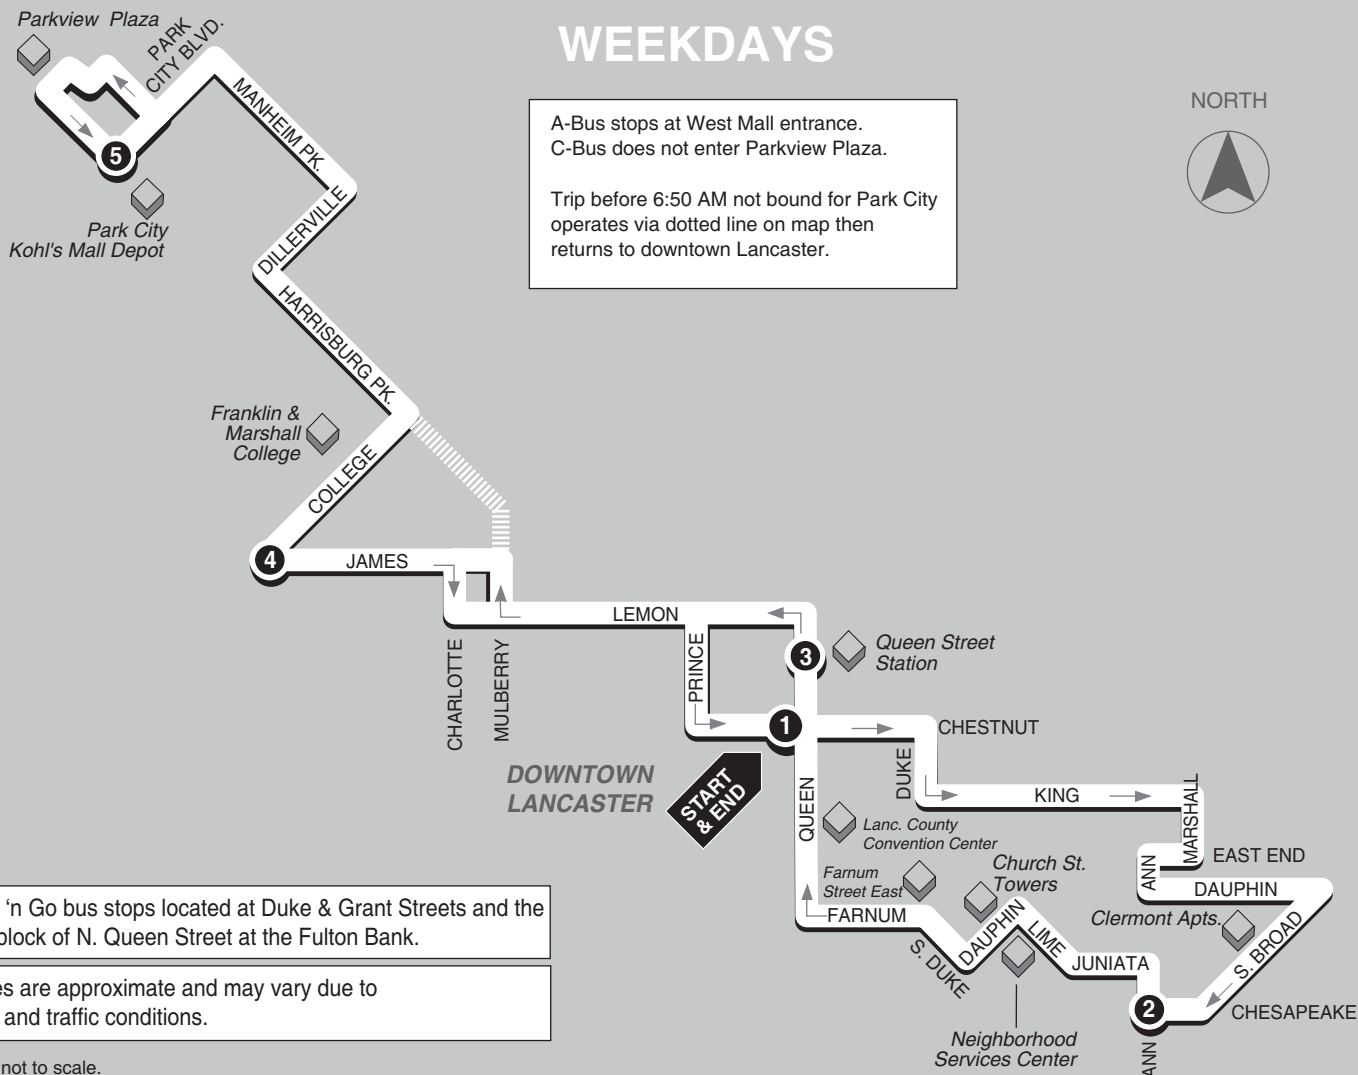 Parkview Plaza
PARK
CITY BLVD.
WEEKDAYS
NORTH
MANHEIM PK.
A-Bus stops at West Mall entrance.
C-Bus does not enter Parkview Plaza.
Trip before 6:50 AM not bound for Park City
operates via dotted line on map then
returns to downtown Lancaster.
5
Park City
Kohl's Mall Depot
DILLERVILLE
HARRISBURG PK.
Franklin &
Marshall
College
COLLEGE
4
JAMES
LEMON
CHARLOTTE
MULBERRY
PRINCE
3
Queen Street
Station
1
CHESTNUT
DOWNTOWN
LANCASTER
START
& END
QUEEN
DUKE
KING
MARSHALL
Lanc. County
Convention Center
EAST END
ANN
DAUPHIN
Farnum
Street East
Church St.
Towers
Clermont Apts.
FARNUM
S. DUKE
DAUPHIN
LIME
JUNIATA
S. BROAD
2
CHESAPEAKE
ANN
Neighborhood
Services Center
'n Go bus stops located at Duke & Grant Streets and the
block of N. Queen Street at the Fulton Bank.
es are approximate and may vary due to
and traffic conditions.
not to scale.